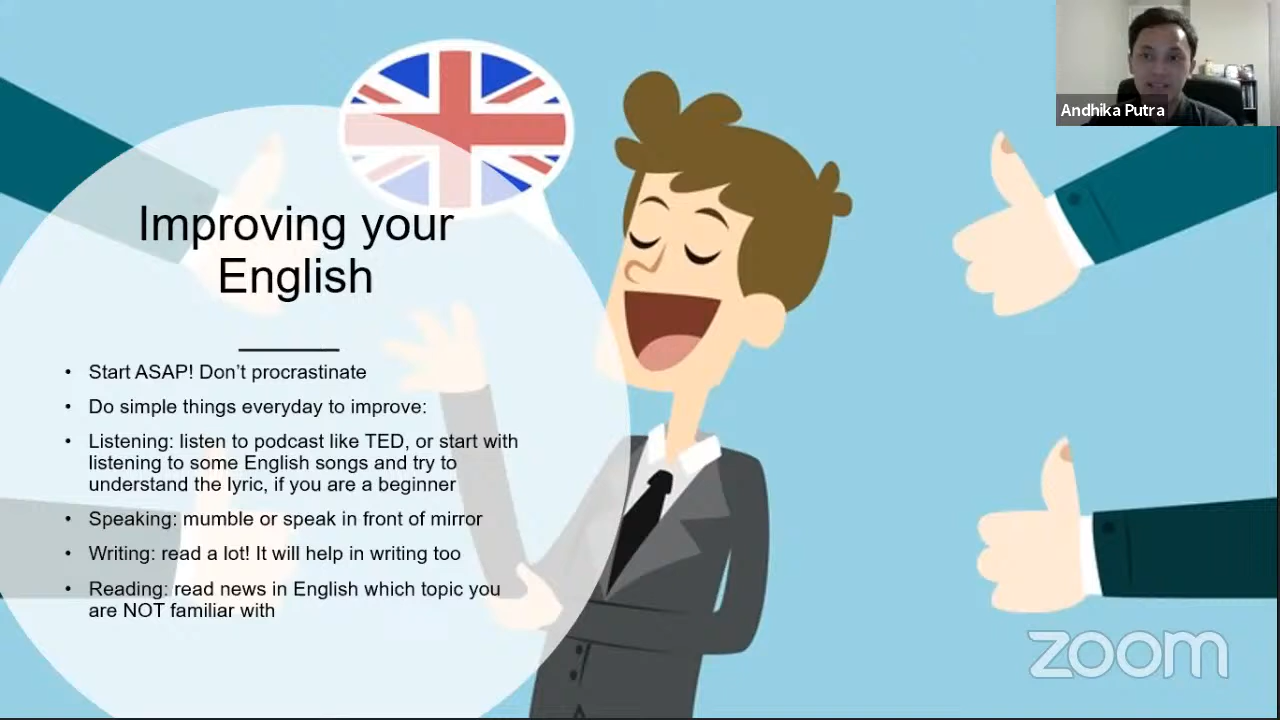 Andhika Putra
Improving your
English
• Start ASAP! Don’t procrastinate
• Do simple things everyday to improve:
• Listening: listen to podcast like TED, or start with
listening to some English songs and try to
understand the lyric, if you are a beginner
• Speaking: mumble or speak in front of mirror
• Writing: read a lot! It will help in writing too
• Reading: read news in English which topic you
are NOT familiar with
zoom